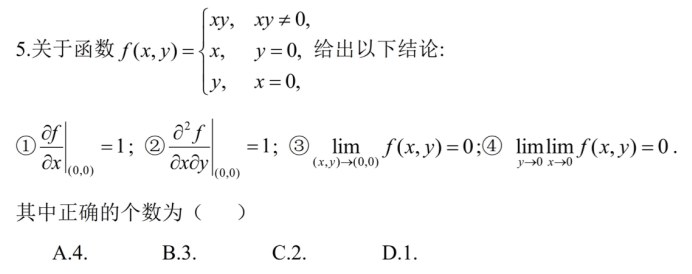 5.关于函数 f(x,y)={xy, xy≠0, x, y=0, y, x=0, 给出以下结论:
①∂f/∂x|(0,0)=1; ②∂²f/∂x∂y|(0,0)=1; ③ lim(x,y)→(0,0) f(x,y)=0;④ lim y→0 lim x→0 f(x,y)=0.
其中正确的个数为（ ）
A.4. B.3. C.2. D.1.